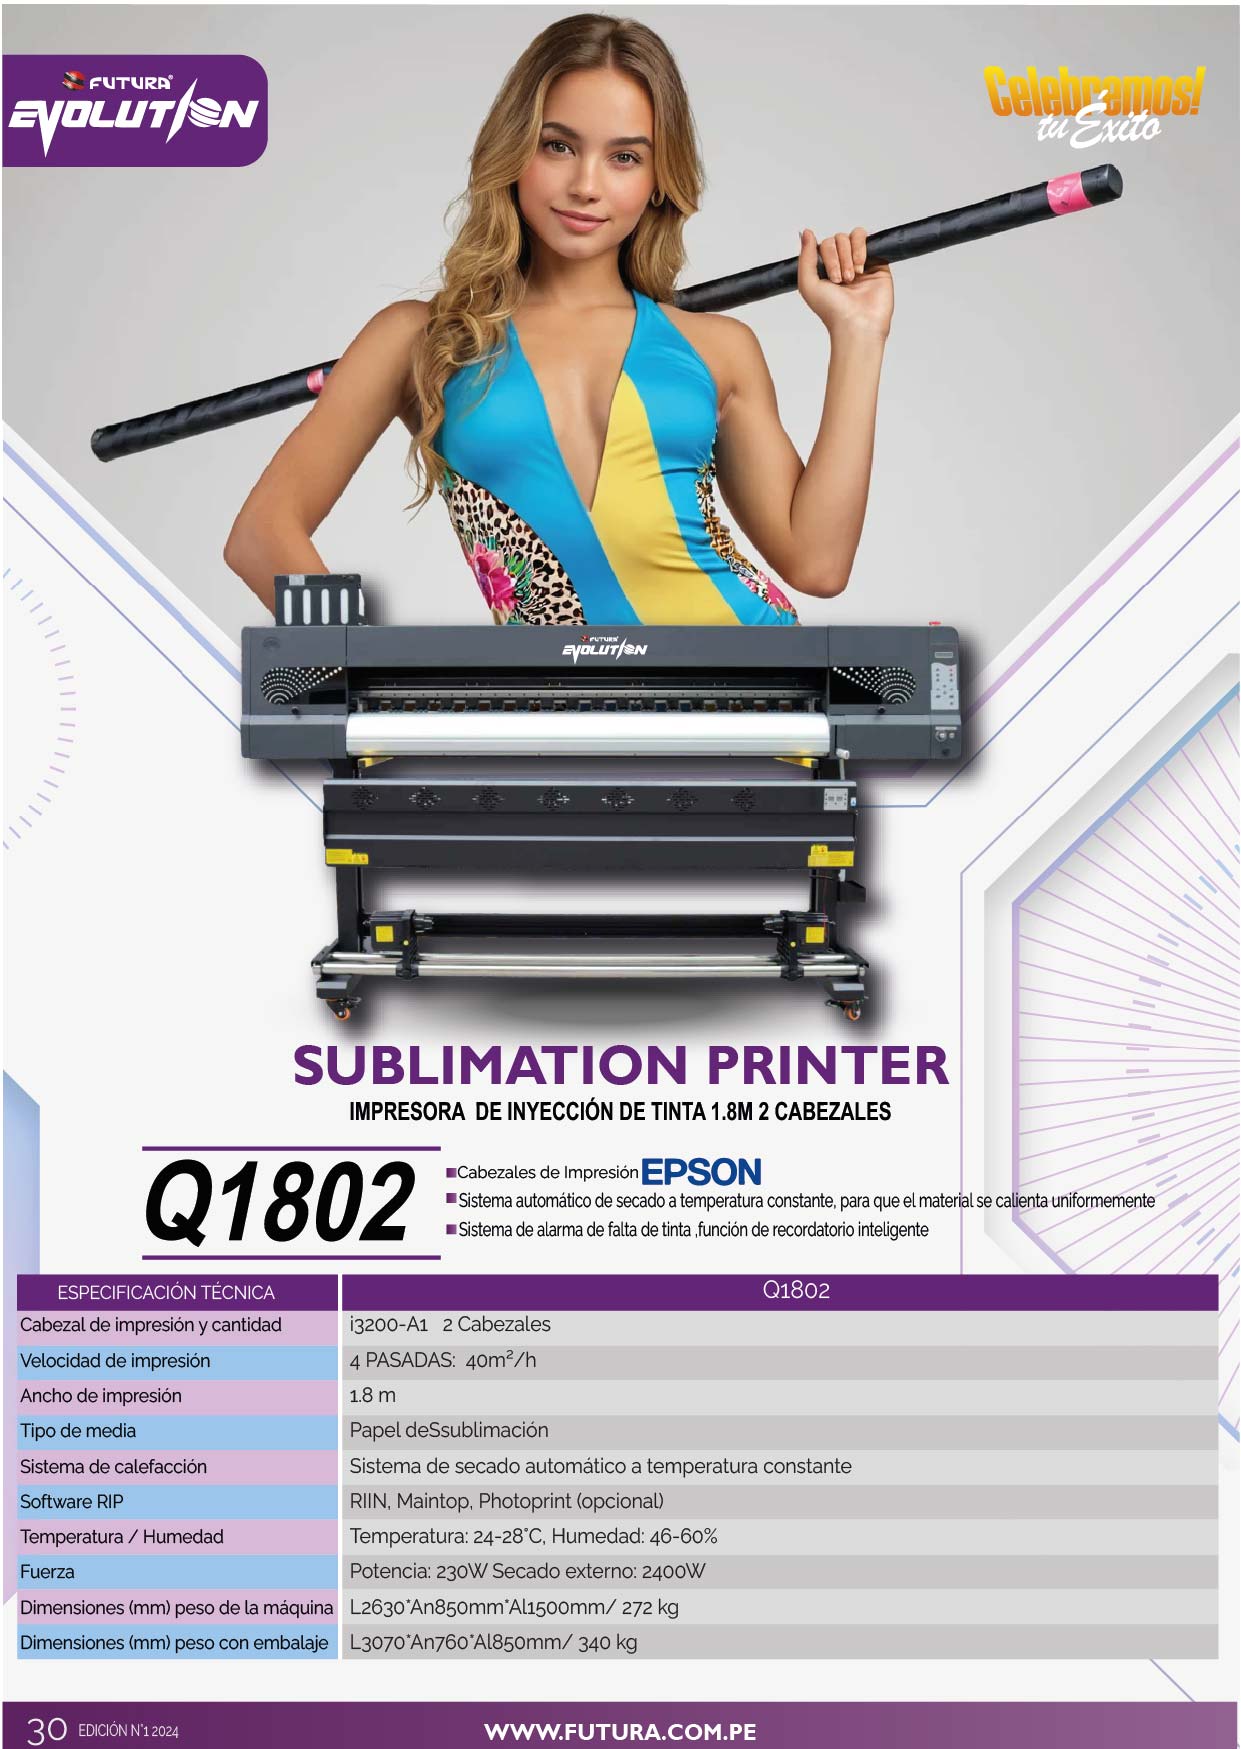 FUTURA®
EVOLUTION
Celebramos!
tu Éxito
FUTURA®
EVOLUTION
SUBLIMATION PRINTER
IMPRESORA DE INYECCIÓN DE TINTA 1.8M 2 CABEZALES
Q1802
Cabezales de Impresión EPSON
Sistema automático de secado a temperatura constante, para que el material se calienta uniformemente
Sistema de alarma de falta de tinta ,función de recordatorio inteligente
ESPECIFICACIÓN TÉCNICA Q1802
Cabezal de impresión y cantidad i3200-A1 2 Cabezales
Velocidad de impresión 4 PASADAS: 40m²/h
Ancho de impresión 1.8 m
Tipo de media Papel deSsublimación
Sistema de calefacción Sistema de secado automático a temperatura constante
Software RIP RIIN, Maintop, Photoprint (opcional)
Temperatura / Humedad Temperatura: 24-28°C, Humedad: 46-60%
Fuerza Potencia: 230W Secado externo: 2400W
Dimensiones (mm) peso de la máquina L2630*An850mm*Al1500mm/ 272 kg
Dimensiones (mm) peso con embalaje L3070*An760*Al850mm/ 340 kg
30 EDICIÓN N°1 2024
WWW.FUTURA.COM.PE